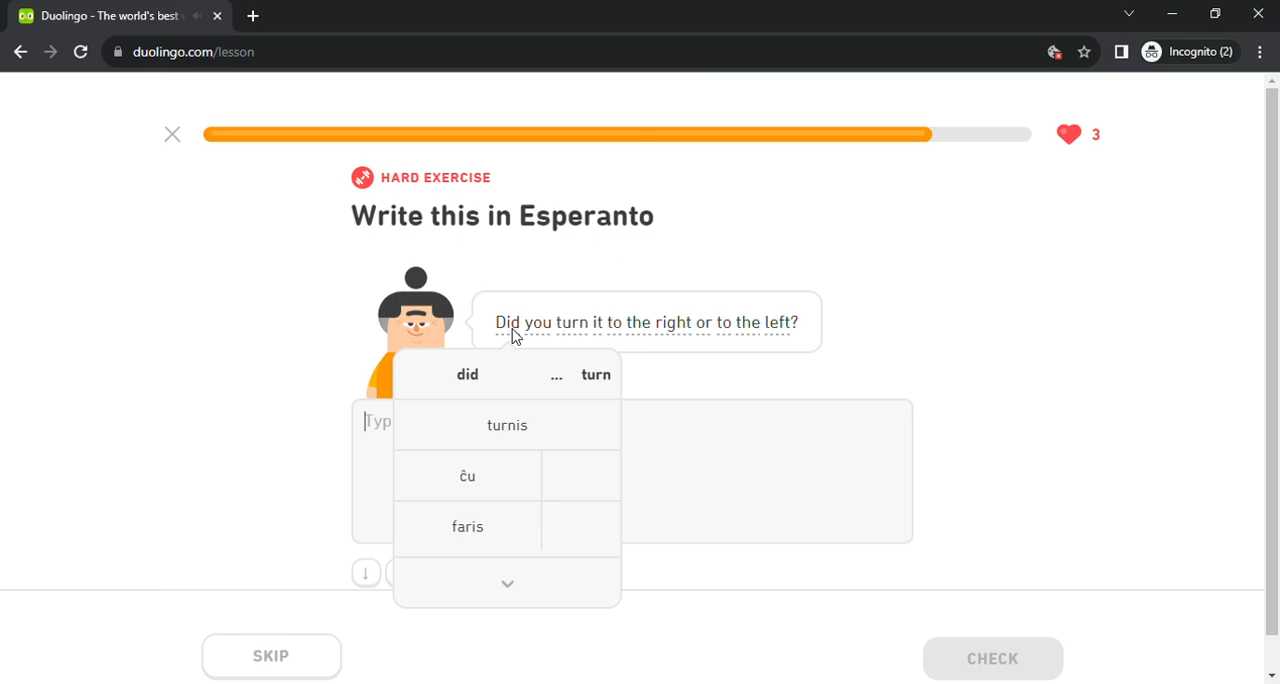 Duolingo - The world's best
duolingo.com/lesson
Incognito (2)
3
HARD EXERCISE
Write this in Esperanto
Did you turn it to the right or to the left?
did ... turn
turnis
ĉu
faris
Typ
SKIP
CHECK